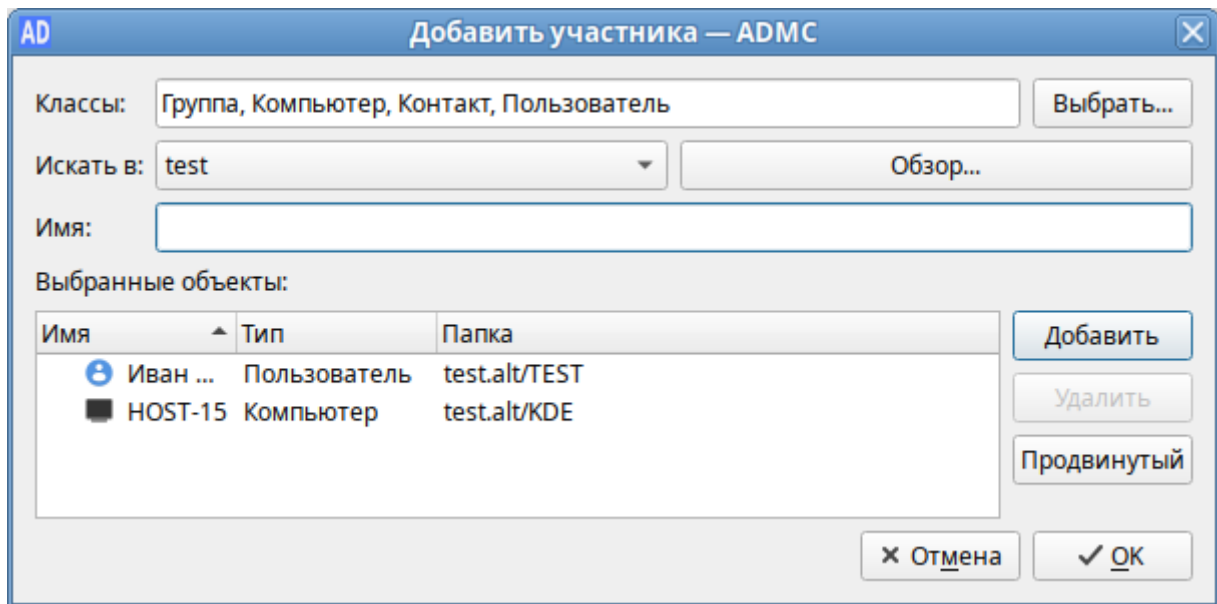 AD Добавить участника — ADMC
Классы: Группа, Компьютер, Контакт, Пользователь Выбрать...
Искать в: test Обзор...
Имя:
Выбранные объекты:
Имя Тип Папка Добавить
Иван ... Пользователь test.alt/TEST
HOST-15 Компьютер test.alt/KDE Удалить
Продвинутый
Отмена OK